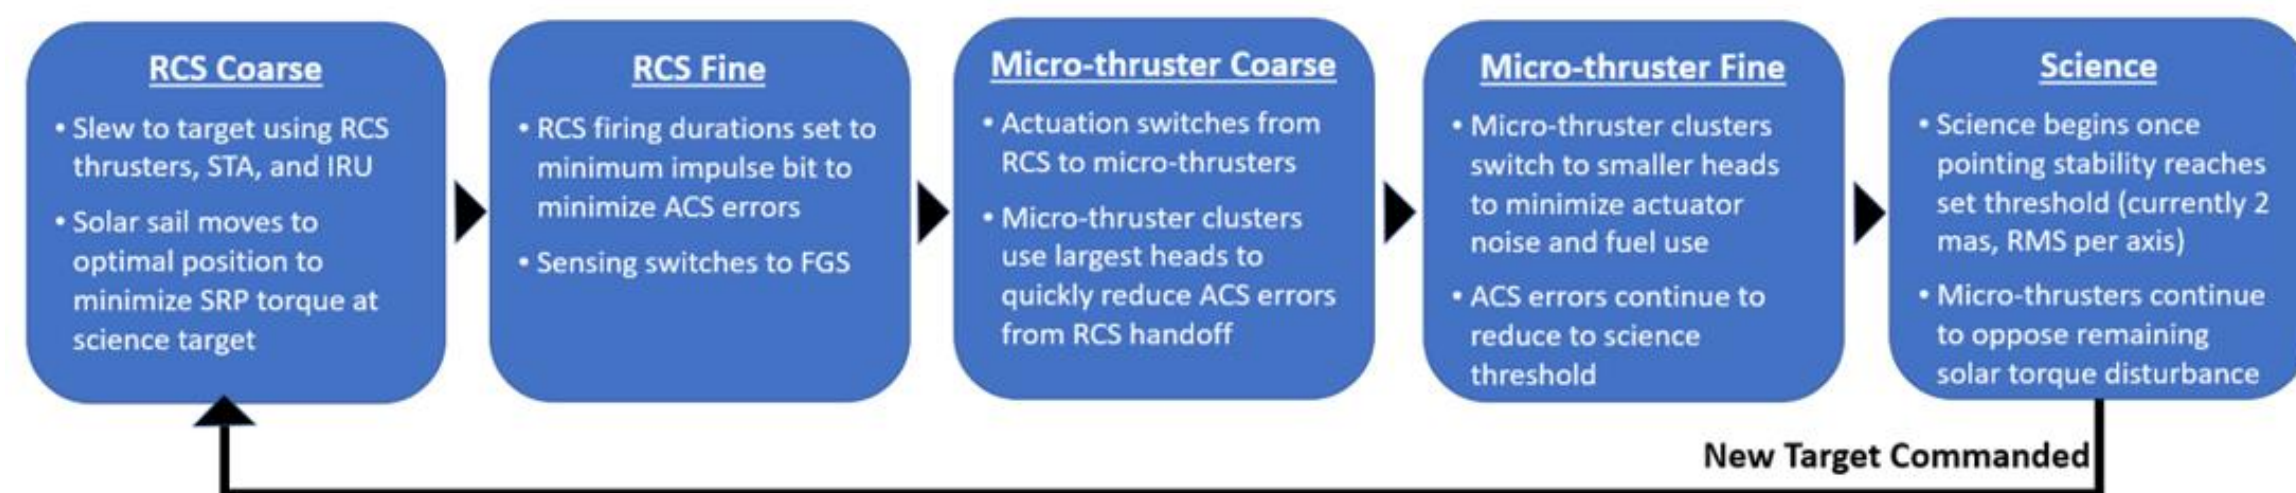 RCS Coarse
• Slew to target using RCS
thrusters, STA, and IRU
• Solar sail moves to
optimal position to
minimize SRP torque at
science target
RCS Fine
• RCS firing durations set to
minimum impulse bit to
minimize ACS errors
• Sensing switches to FGS
Micro-thruster Coarse
• Actuation switches from
RCS to micro-thrusters
• Micro-thruster clusters
use largest heads to
quickly reduce ACS errors
from RCS handoff
Micro-thruster Fine
• Micro-thruster clusters
switch to smaller heads
to minimize actuator
noise and fuel use
• ACS errors continue to
reduce to science
threshold
Science
• Science begins once
pointing stability reaches
set threshold (currently 2
mas, RMS per axis)
• Micro-thrusters continue
to oppose remaining
solar torque disturbance
New Target Commanded